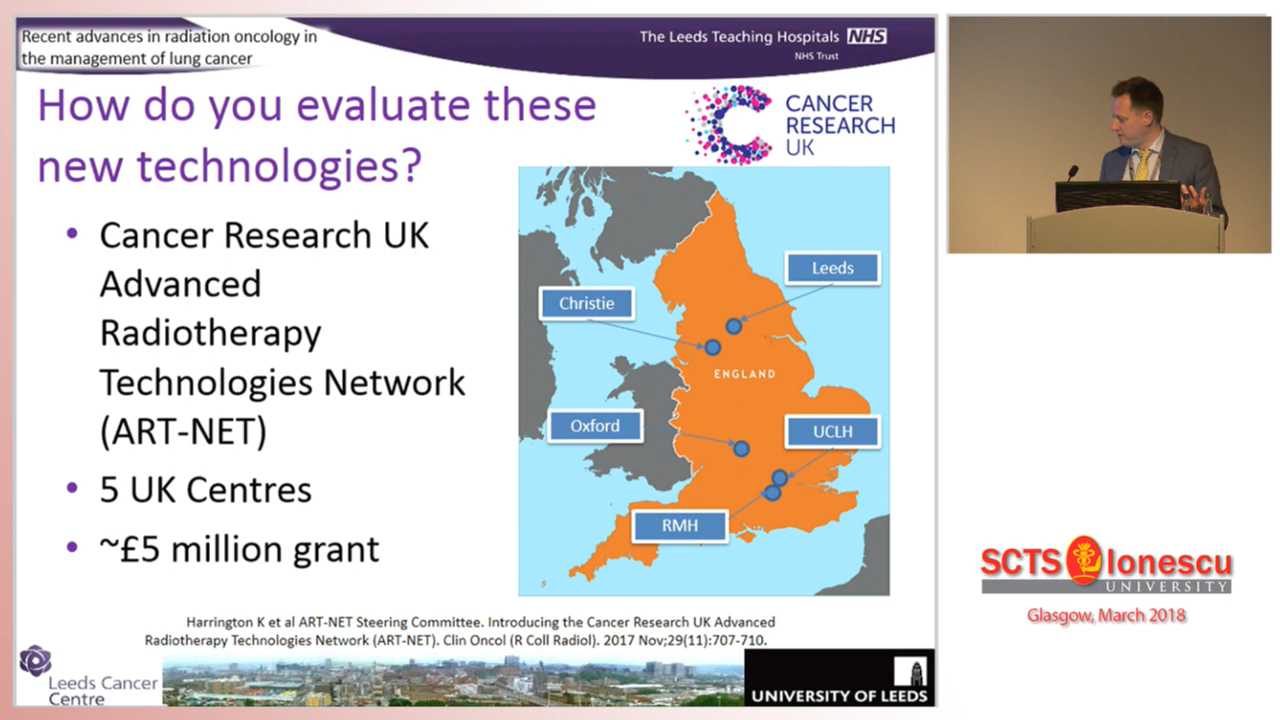 Recent advances in radiation oncology in
the management of lung cancer
The Leeds Teaching Hospitals NHS
NHS Trust
How do you evaluate these
new technologies?
CANCER
RESEARCH
UK
• Cancer Research UK
Advanced
Radiotherapy
Technologies Network
(ART-NET)
• 5 UK Centres
• ~£5 million grant
Leeds
Christie
ENGLAND
Oxford
UCLH
RMH
Harrington K et al ART-NET Steering Committee. Introducing the Cancer Research UK Advanced
Radiotherapy Technologies Network (ART-NET). Clin Oncol (R Coll Radiol). 2017 Nov;29(11):707-710.
Leeds Cancer
Centre
UNIVERSITY OF LEEDS
SCTS Ionescu
UNIVERSITY
Glasgow, March 2018